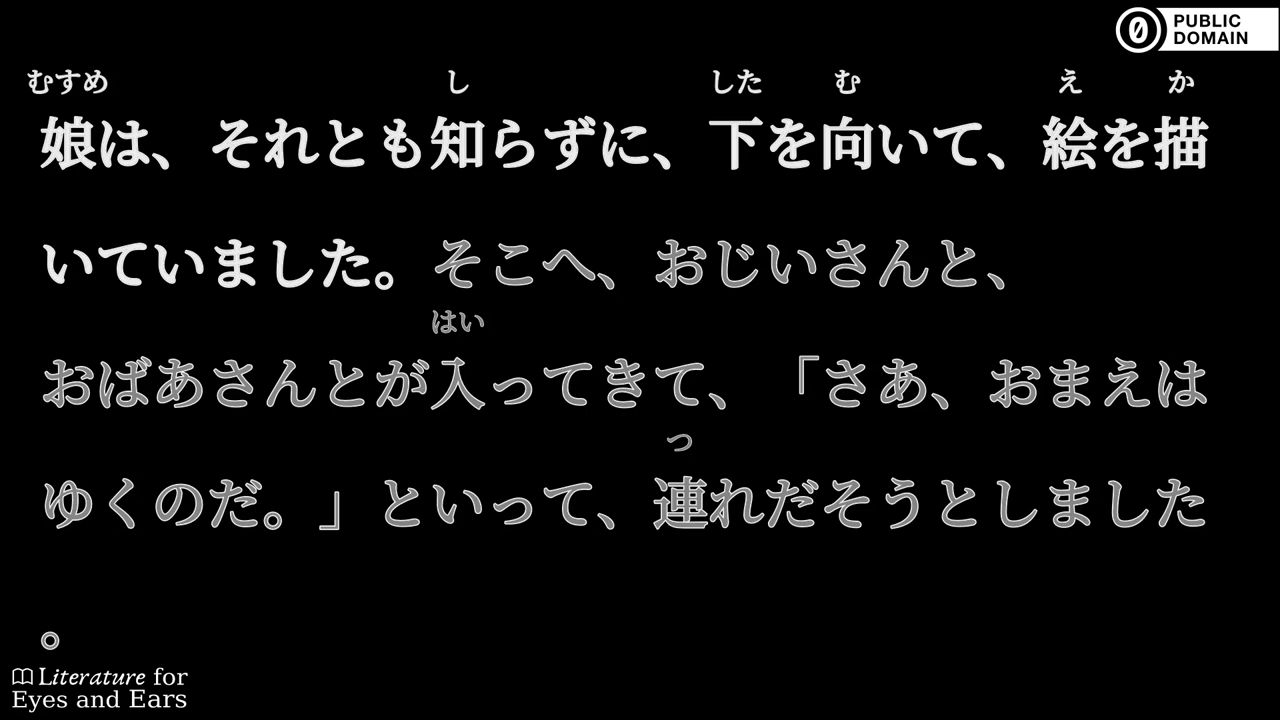 PUBLIC
DOMAIN
むすめ し した む え か
娘は、それとも知らずに、下を向いて、絵を描
いていました。そこへ、おじいさんと、
はい
おばあさんとが入ってきて、「さあ、おまえは
つ
ゆくのだ。」といって、連れだそうとしました
。
Literature for
Eyes and Ears